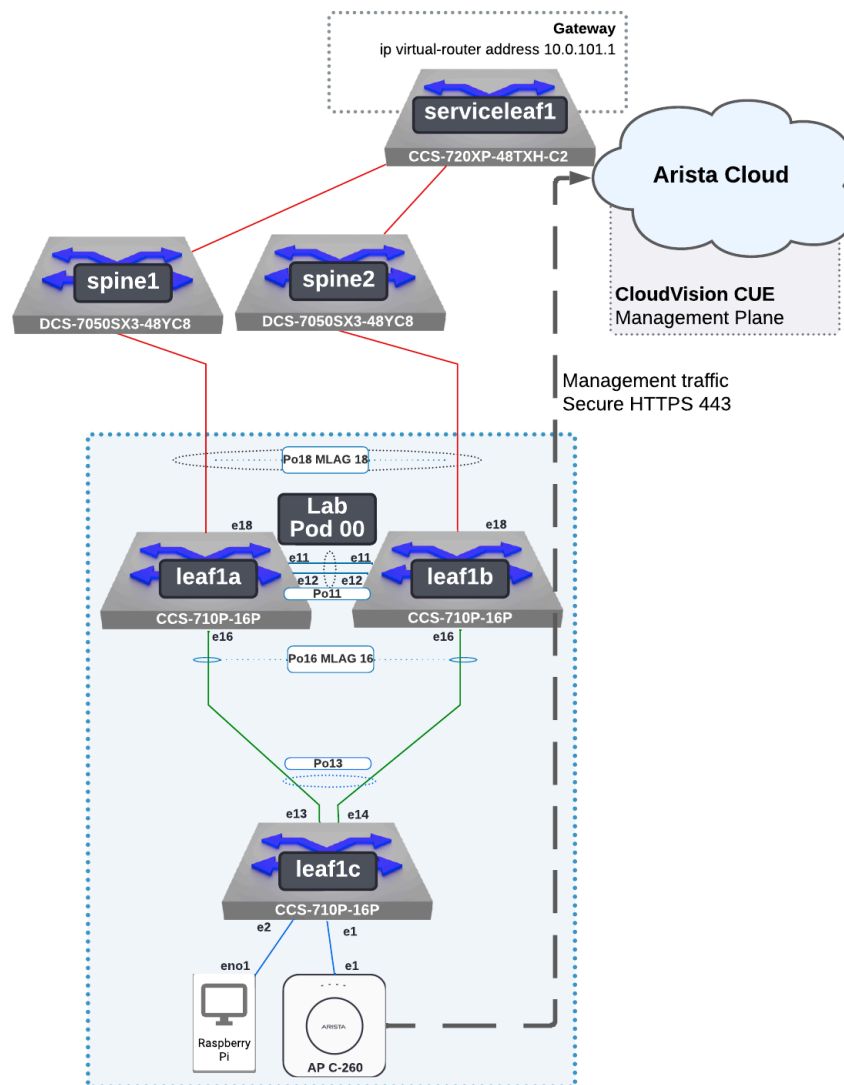 Gateway
ip virtual-router address 10.0.101.1
serviceleaf1
CCS-720XP-48TXH-C2
Arista Cloud
spine1
spine2
DCS-7050SX3-48YC8
DCS-7050SX3-48YC8
CloudVision CUE
Management Plane
Management traffic
Secure HTTPS 443
Po18 MLAG 18
Lab
Pod 00
e18
e18
leaf1a
e11
e11
e12
e12
Po11
leaf1b
CCS-710P-16P
CCS-710P-16P
e16
e16
Po16 MLAG 16
Po13
e13
e14
leaf1c
CCS-710P-16P
e2
e1
eno1
e1
Raspberry
Pi
ARISTA
AP C-260